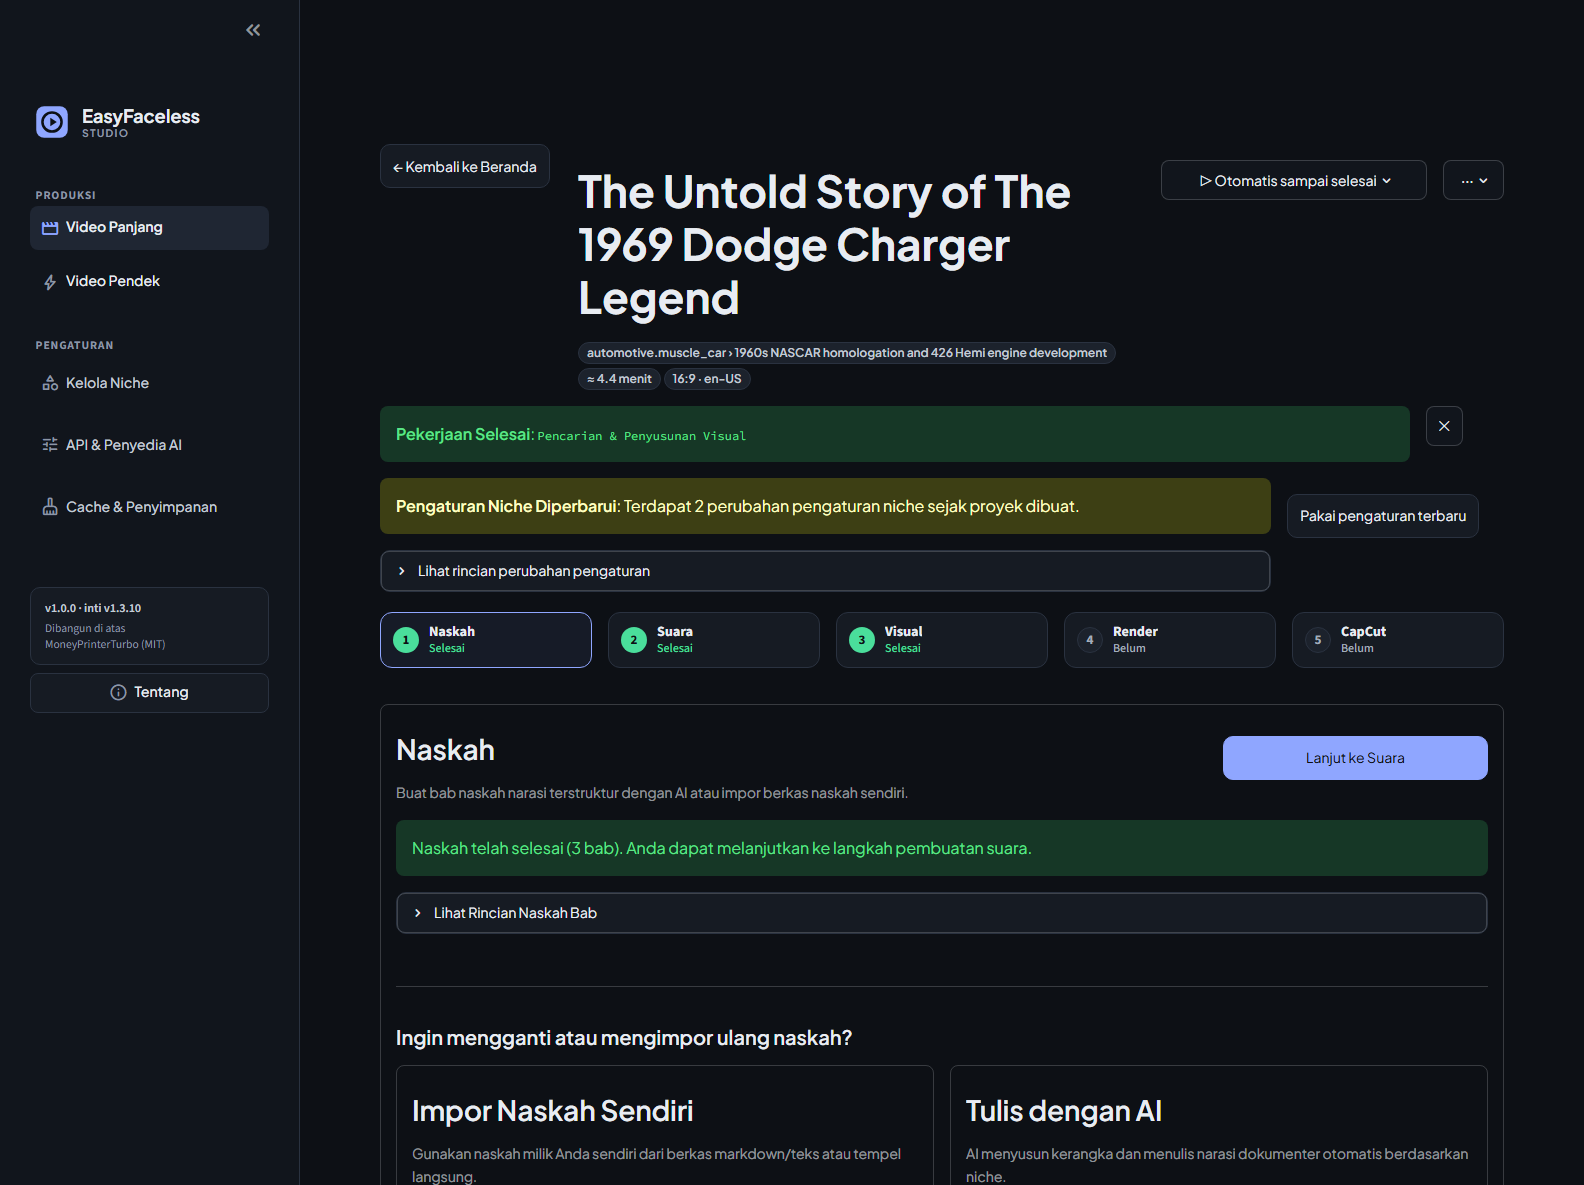 EasyFaceless
STUDIO
PRODUKSI
Video Panjang
Video Pendek
PENGATURAN
Kelola Niche
API & Penyedia AI
Cache & Penyimpanan
v1.0.0 · inti v1.3.10
Dibangun di atas
MoneyPrinterTurbo (MIT)
Tentang
← Kembali ke Beranda
The Untold Story of The
1969 Dodge Charger
Legend
▷ Otomatis sampai selesai
...
automotive.muscle_car › 1960s NASCAR homologation and 426 Hemi engine development
≈ 4.4 menit
16:9 · en-US
Pekerjaan Selesai: Pencarian & Penyusunan Visual
Pengaturan Niche Diperbarui: Terdapat 2 perubahan pengaturan niche sejak proyek dibuat.
Pakai pengaturan terbaru
Lihat rincian perubahan pengaturan
1
Naskah
Selesai
2
Suara
Selesai
3
Visual
Selesai
4
Render
Belum
5
CapCut
Belum
Naskah
Lanjut ke Suara
Buat bab naskah narasi terstruktur dengan AI atau impor berkas naskah sendiri.
Naskah telah selesai (3 bab). Anda dapat melanjutkan ke langkah pembuatan suara.
Lihat Rincian Naskah Bab
Ingin mengganti atau mengimpor ulang naskah?
Impor Naskah Sendiri
Gunakan naskah milik Anda sendiri dari berkas markdown/teks atau tempel
langsung.
Tulis dengan AI
AI menyusun kerangka dan menulis narasi dokumenter otomatis berdasarkan
niche.